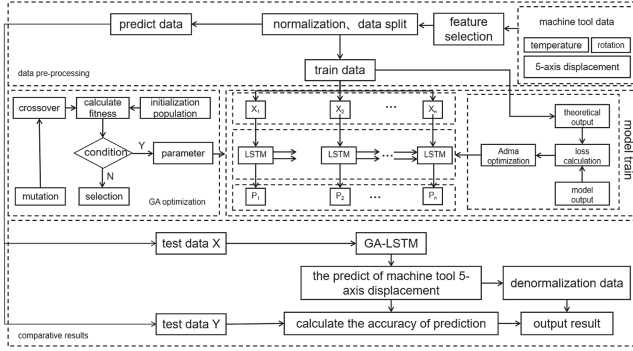 predict data
normalization、data split
feature
selection
machine tool data
temperature
rotation
5-axis displacement
data pre-processing
train data
crossover
calculate
fitness
initialization
population
condition
Y
parameter
N
mutation
selection
GA optimization
X1
X2
...
Xn
LSTM
LSTM
...
LSTM
P1
P2
...
Pn
theoretical
output
Adma
optimization
loss
calculation
model
output
model train
test data X
GA-LSTM
the predict of machine tool 5-
axis displacement
denormalization data
test data Y
calculate the accuracy of prediction
output result
comparative results